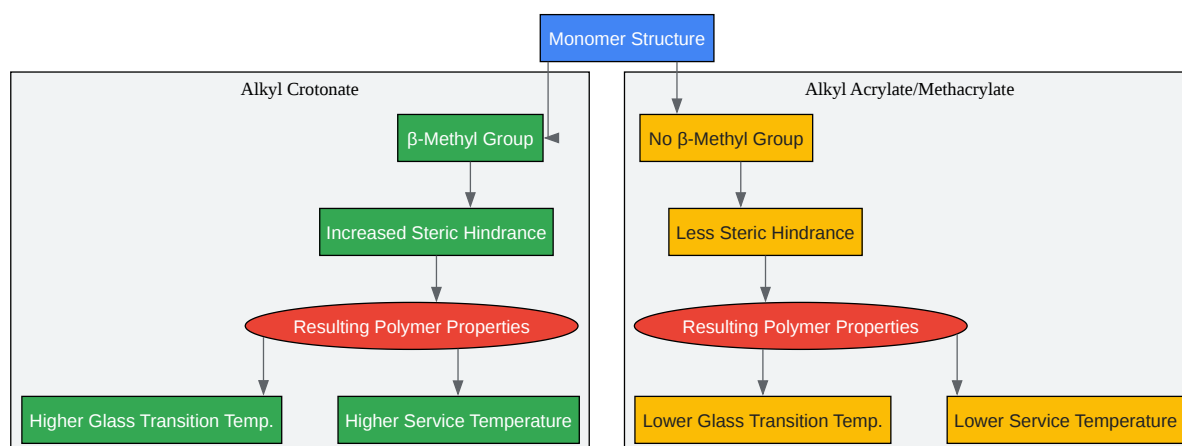 Monomer Structure
Alkyl Crotonate
Alkyl Acrylate/Methacrylate
β-Methyl Group
No β-Methyl Group
Increased Steric Hindrance
Less Steric Hindrance
Resulting Polymer Properties
Resulting Polymer Properties
Higher Glass Transition Temp.
Higher Service Temperature
Lower Glass Transition Temp.
Lower Service Temperature